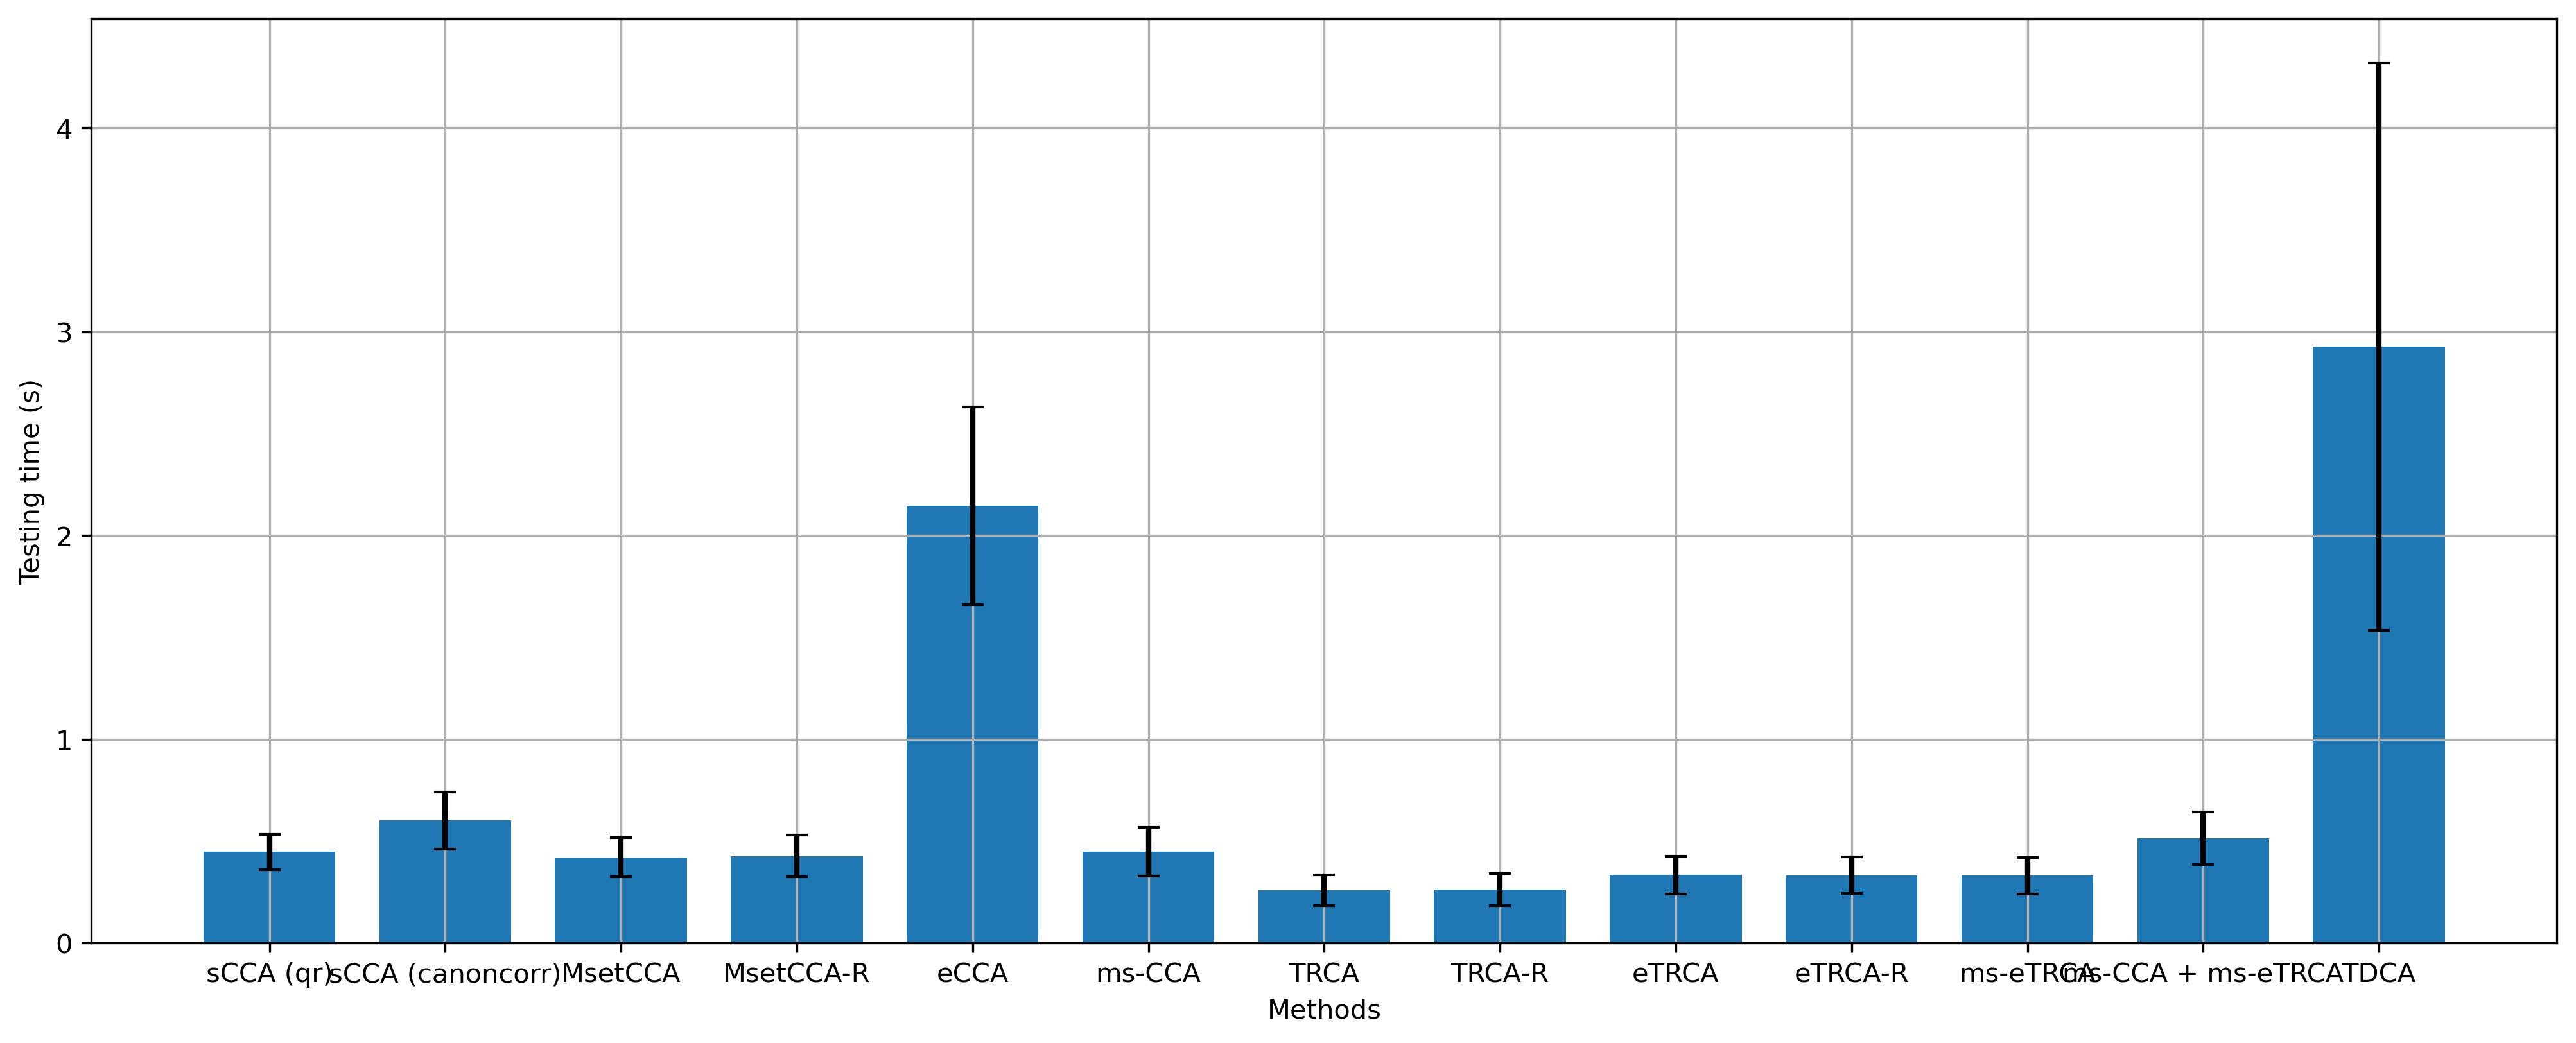 Testing time (s)
4
3
2
1
0
sCCA (qr) sCCA (canoncorr) MsetCCA MsetCCA-R eCCA ms-CCA TRCA TRCA-R eTRCA eTRCA-R ms-eTRCA ms-CCA + ms-eTRCA TDCA
Methods